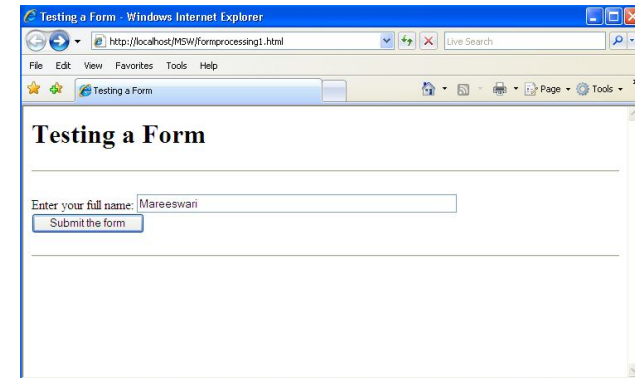 Testing a Form - Windows Internet Explorer
http://localhost/MSW/formprocessing1.html Live Search
File Edit View Favorites Tools Help
Testing a Form Page Tools
Testing a Form
Enter your full name: Mareeswari
Submit the form